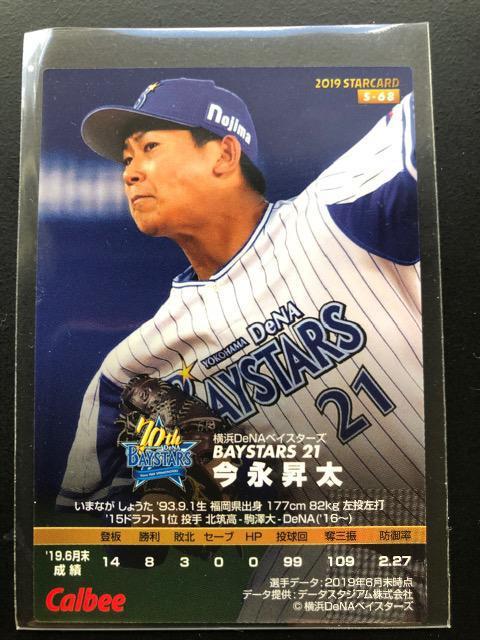 2019 STARCARD
S-68
nojima
YOKOHAMA DeNA
BAYSTARS
21
70th
BAYSTARS
横浜DeNAベイスターズ
BAYSTARS 21
今永昇太
いまなが しょうた '93.9.1生 福岡県出身 177cm 82kg 左投左打
'15ドラフト1位 投手 北筑高-駒澤大-DeNA('16~)
登板 勝利 敗北 セーブ HP 投球回 奪三振 防御率
'19.6月末成績 14 8 3 0 0 99 109 2.27
選手データ:2019年6月末時点
データ提供:データスタジアム株式会社
Calbee
©横浜DeNAベイスターズ